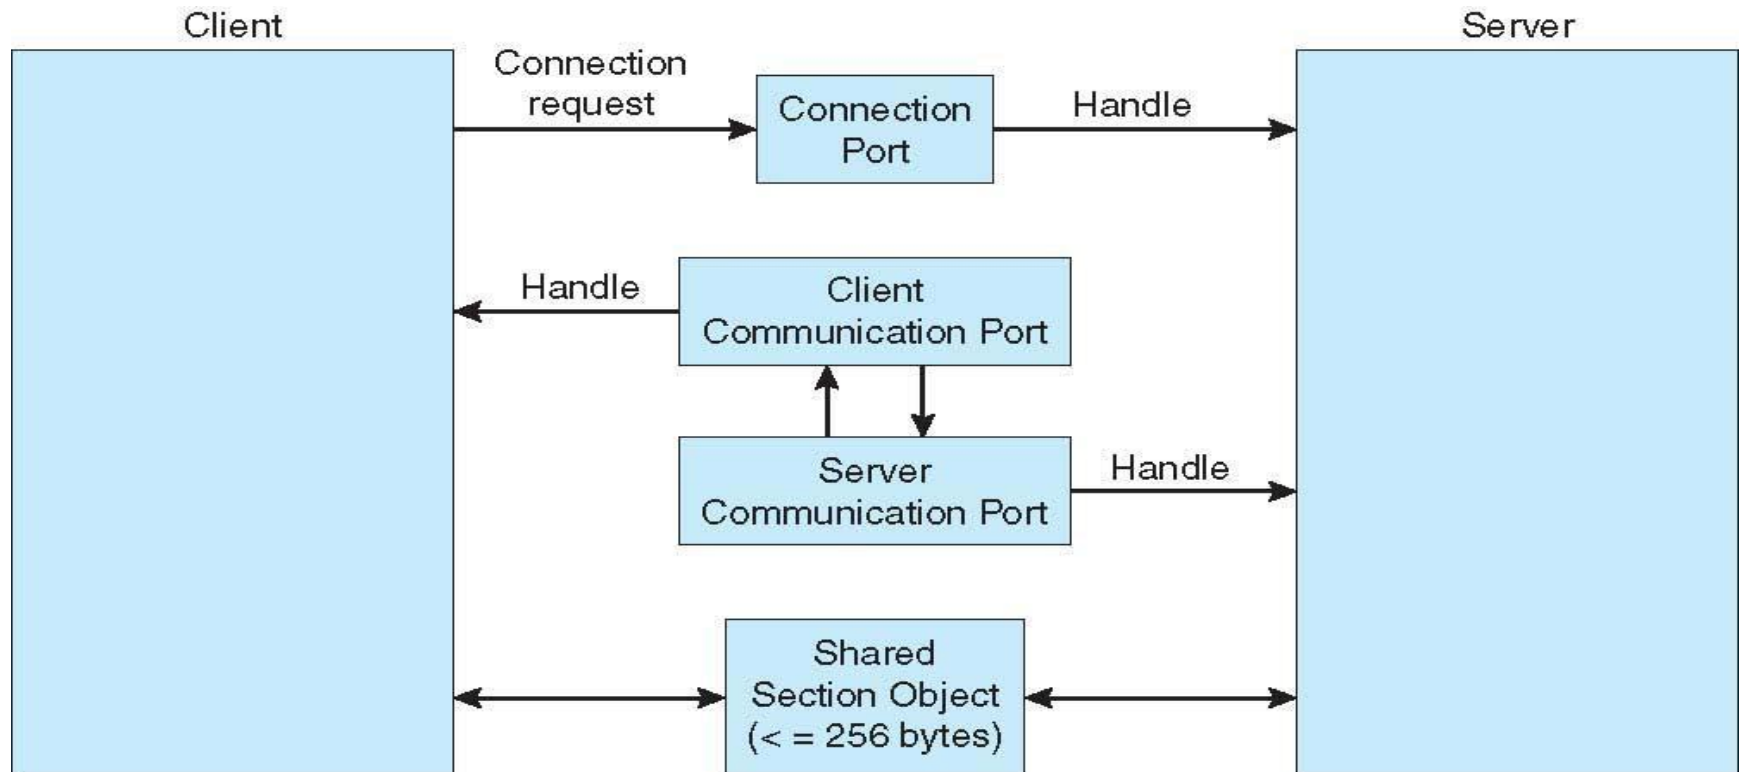 Client
Server
Connection
request
Connection
Port
Handle
Handle
Client
Communication Port
Server
Communication Port
Handle
Shared
Section Object
(< = 256 bytes)